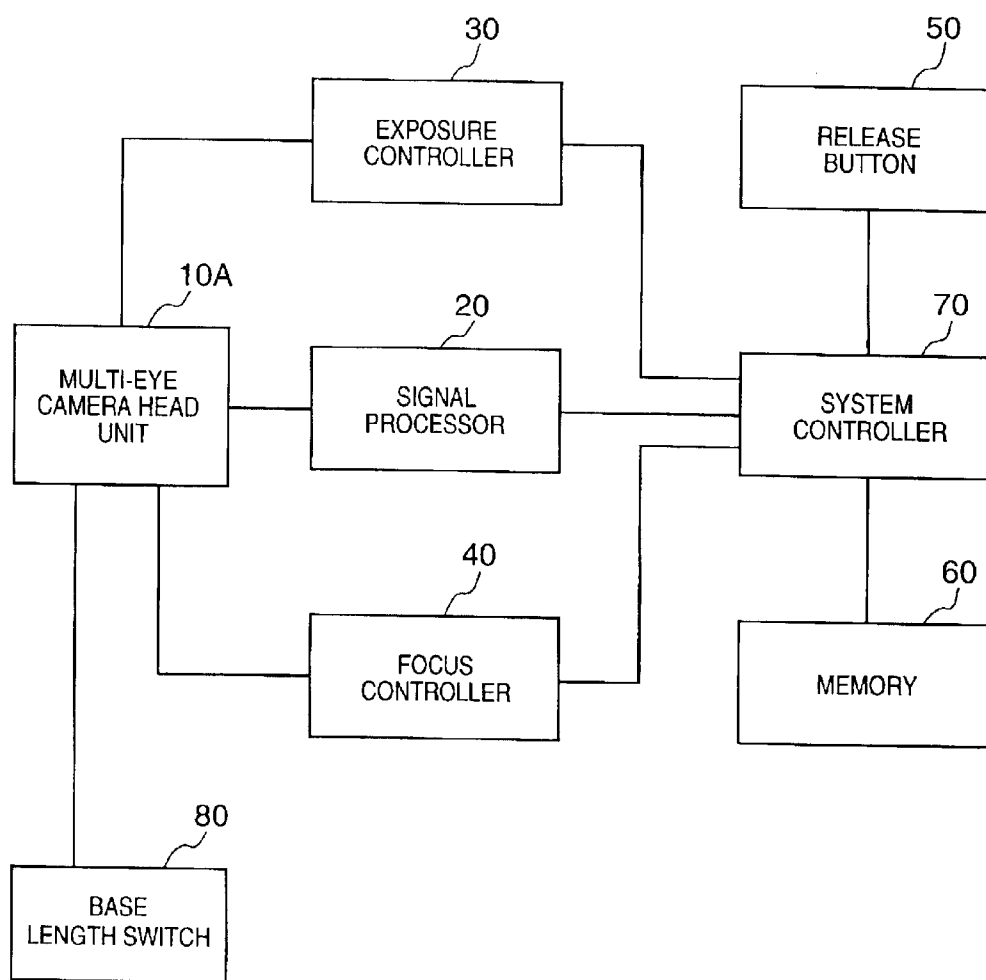 30
EXPOSURE
CONTROLLER
50
RELEASE
BUTTON
10A
MULTI-EYE
CAMERA HEAD
UNIT
20
SIGNAL
PROCESSOR
70
SYSTEM
CONTROLLER
40
FOCUS
CONTROLLER
60
MEMORY
80
BASE
LENGTH SWITCH